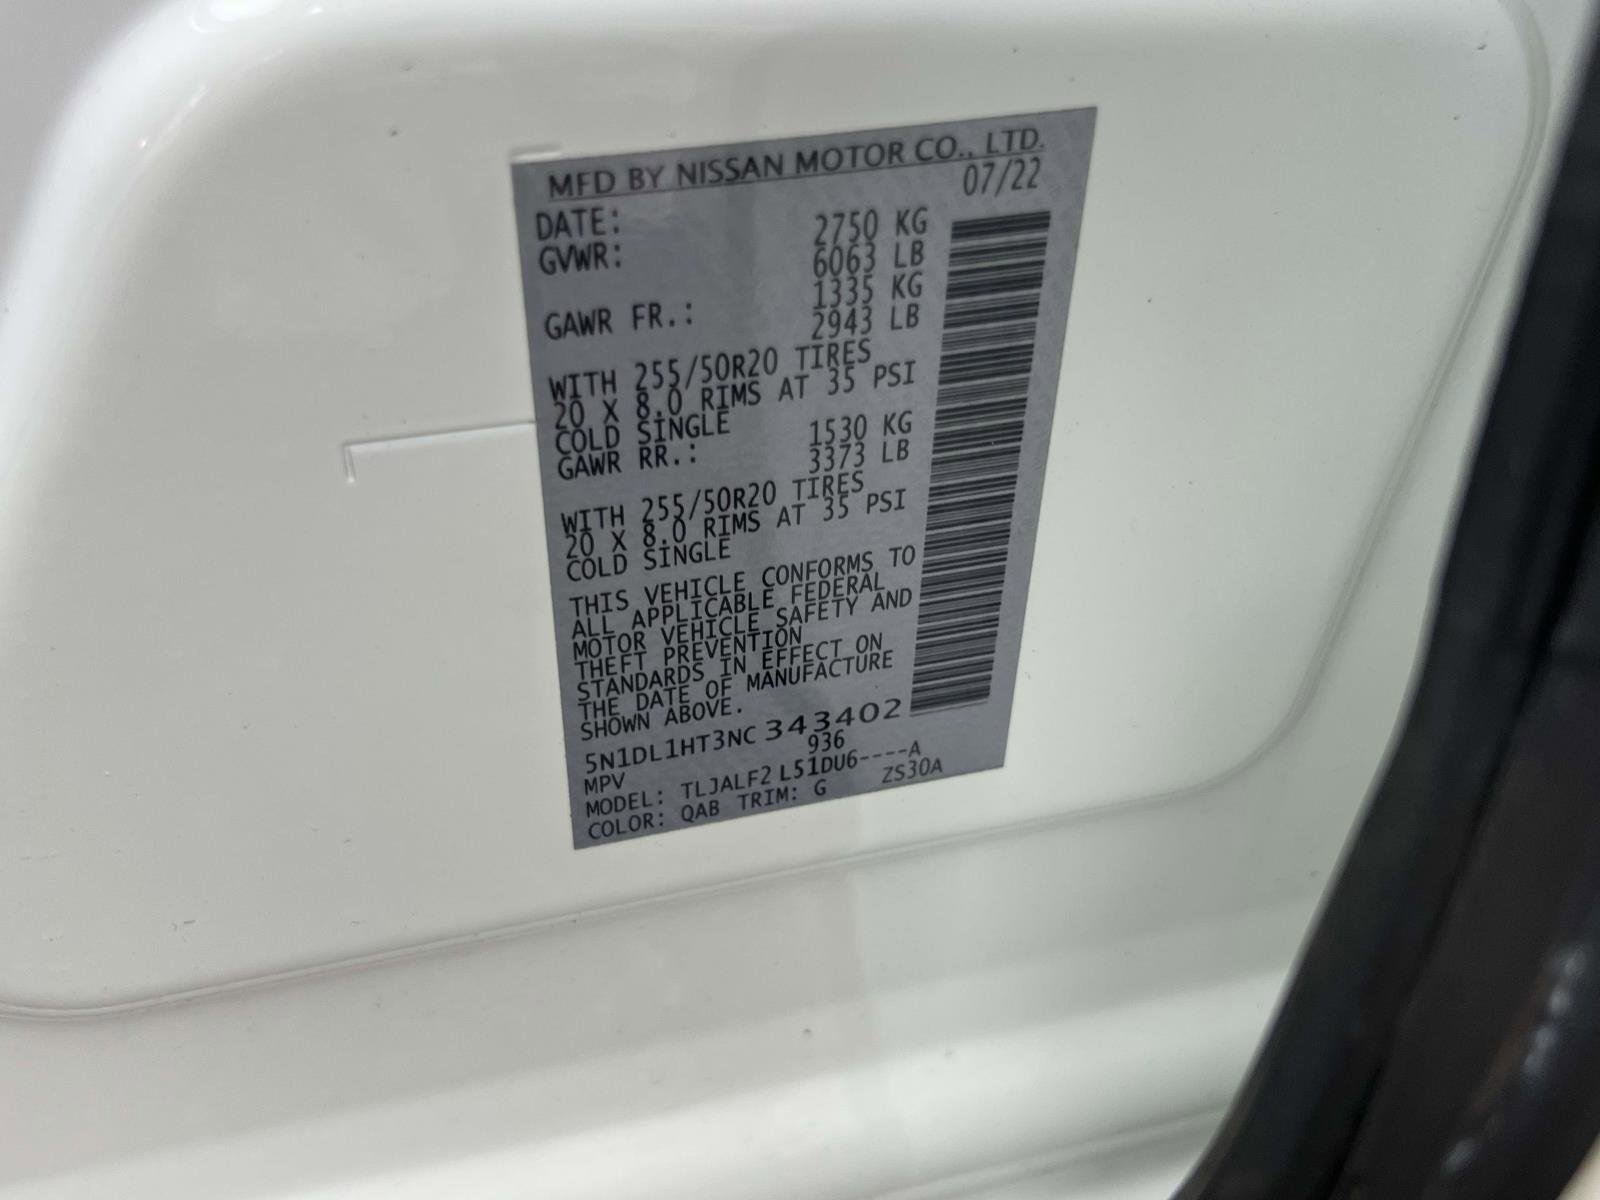 MFD BY NISSAN MOTOR CO., LTD.
DATE: 07/22
GVWR: 2750 KG
6063 LB
GAWR FR.: 1335 KG
2943 LB
WITH 255/50R20 TIRES
20 X 8.0 RIMS AT 35 PSI
COLD SINGLE
GAWR RR.: 1530 KG
3373 LB
WITH 255/50R20 TIRES
20 X 8.0 RIMS AT 35 PSI
COLD SINGLE
THIS VEHICLE CONFORMS TO
ALL APPLICABLE FEDERAL
MOTOR VEHICLE SAFETY AND
THEFT PREVENTION
STANDARDS IN EFFECT ON
THE DATE OF MANUFACTURE
SHOWN ABOVE.
5N1DL1HT3NC 343402
MPV 936
MODEL: TLJALF2 L51DU6----A
COLOR: QAB TRIM: G ZS30A